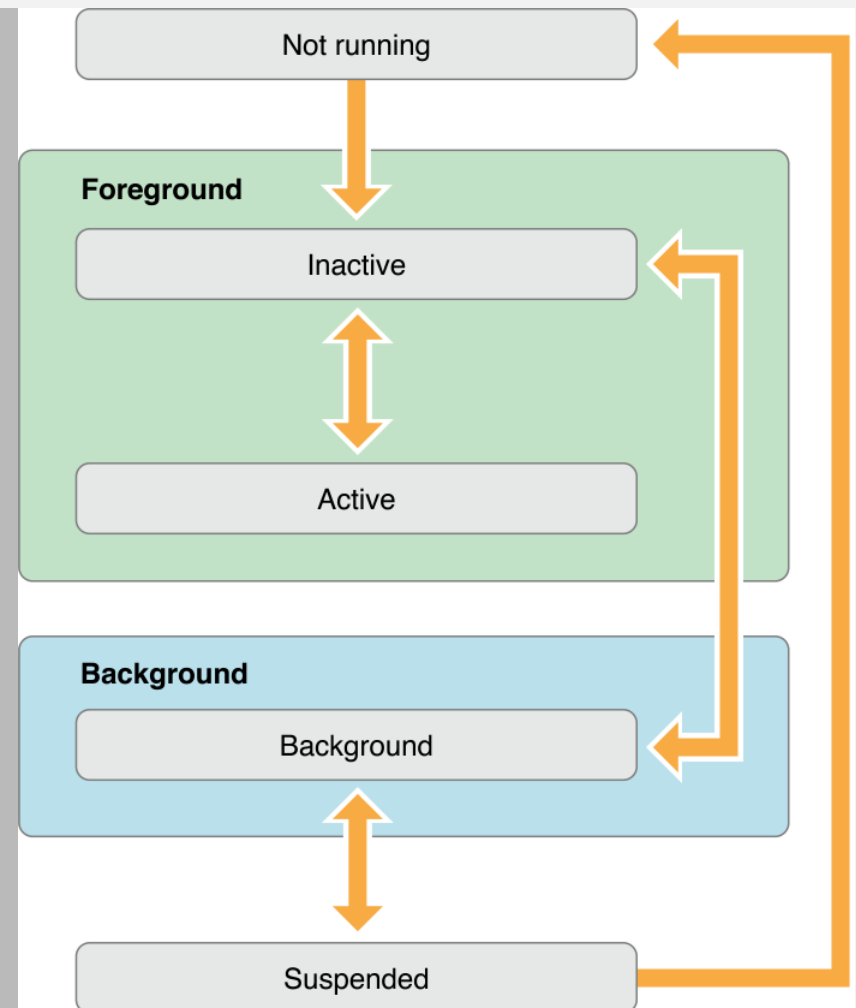 Not running
Foreground
Inactive
Active
Background
Background
Suspended